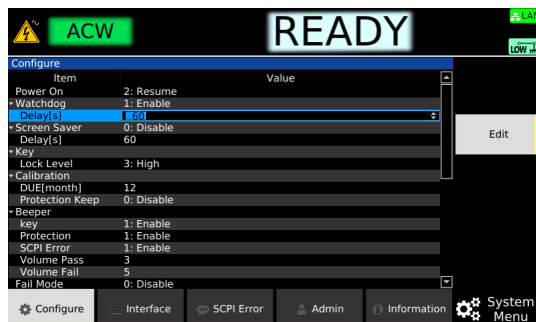 ACW
READY
LAN
LOW
Configure
Item Value
Power On 2: Resume
Watchdog 1: Enable
Delay[s] 60
Screen Saver 0: Disable
Delay[s] 60
Key
Lock Level 3: High
Calibration
DUE[month] 12
Protection Keep 0: Disable
Beeper
key 1: Enable
Protection 1: Enable
SCPI Error 1: Enable
Volume Pass 3
Volume Fail 5
Fail Mode 0: Disable
Edit
Configure Interface SCPI Error Admin Information System Menu